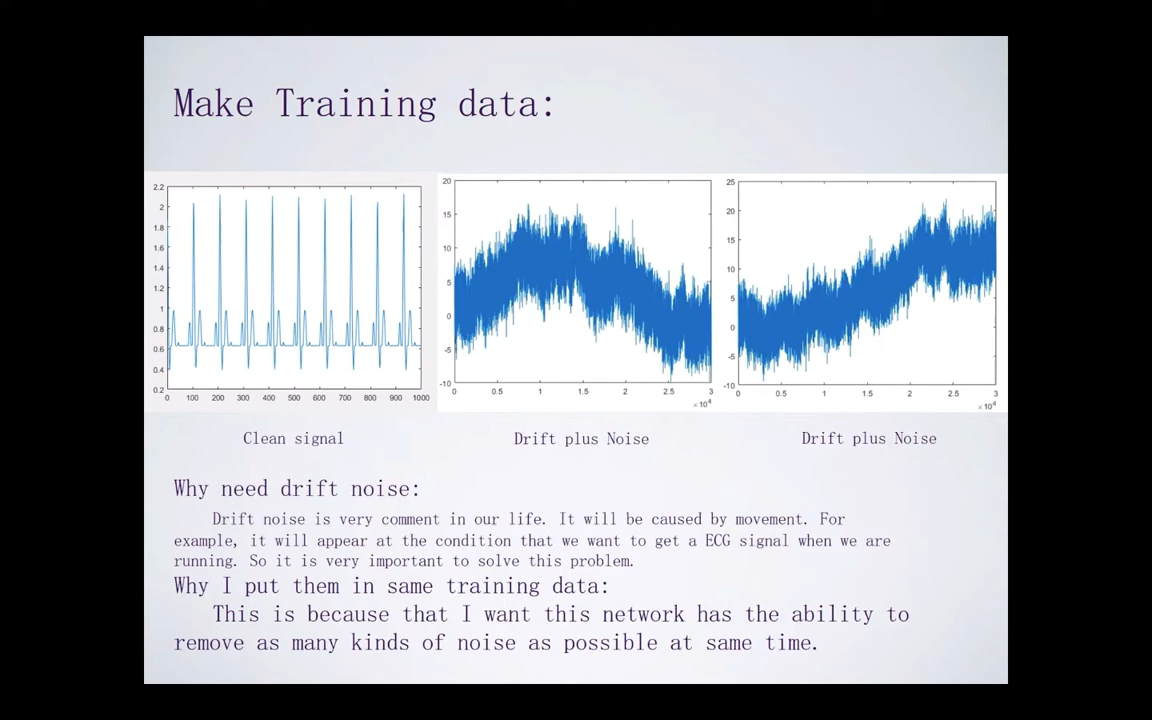 Make Training data:
2.2
2
1.8
1.6
1.4
1.2
1
0.8
0.6
0.4
0.2
0 100 200 300 400 500 600 700 800 900 1000
20
15
10
5
0
-5
-10
0 0.5 1 1.5 2 2.5 3
×10⁴
25
20
15
10
5
0
-5
-10
0 0.5 1 1.5 2 2.5 3
×10⁴
Clean signal
Drift plus Noise
Drift plus Noise
Why need drift noise:
Drift noise is very comment in our life. It will be caused by movement. For
example, it will appear at the condition that we want to get a ECG signal when we are
running. So it is very important to solve this problem.
Why I put them in same training data:
This is because that I want this network has the ability to
remove as many kinds of noise as possible at same time.